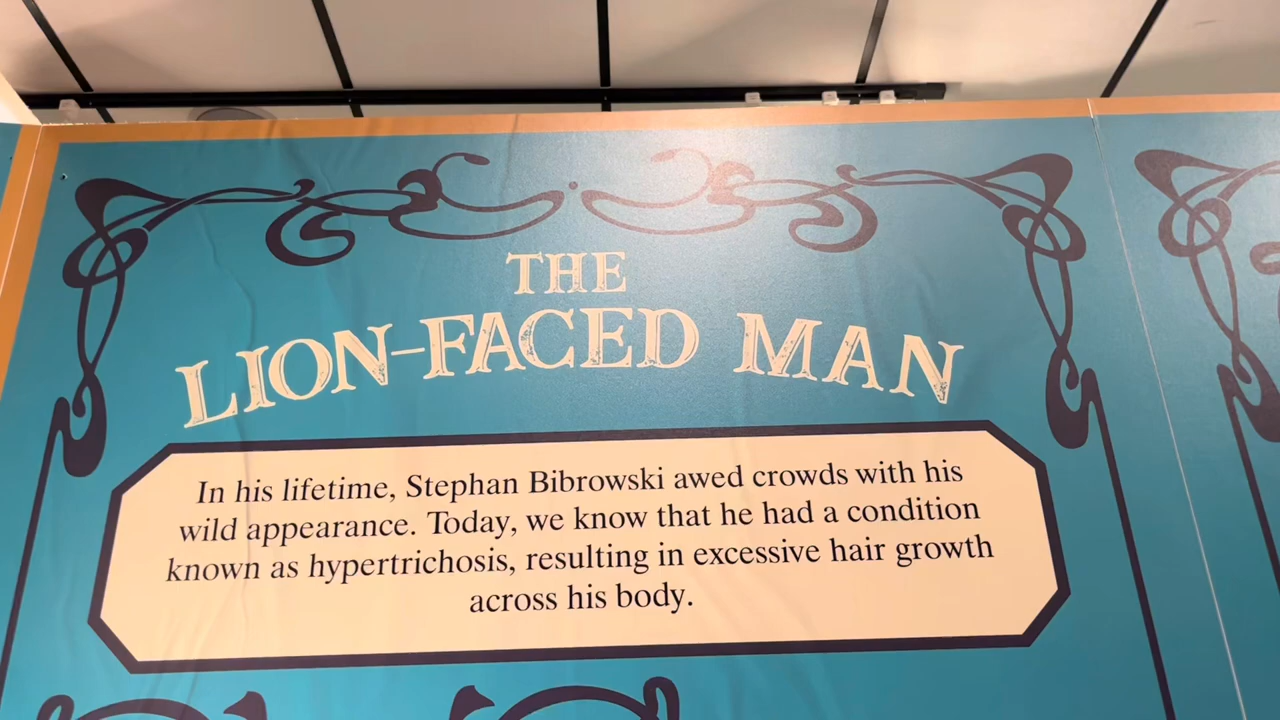 THE
LION-FACED MAN
In his lifetime, Stephan Bibrowski awed crowds with his
wild appearance. Today, we know that he had a condition
known as hypertrichosis, resulting in excessive hair growth
across his body.